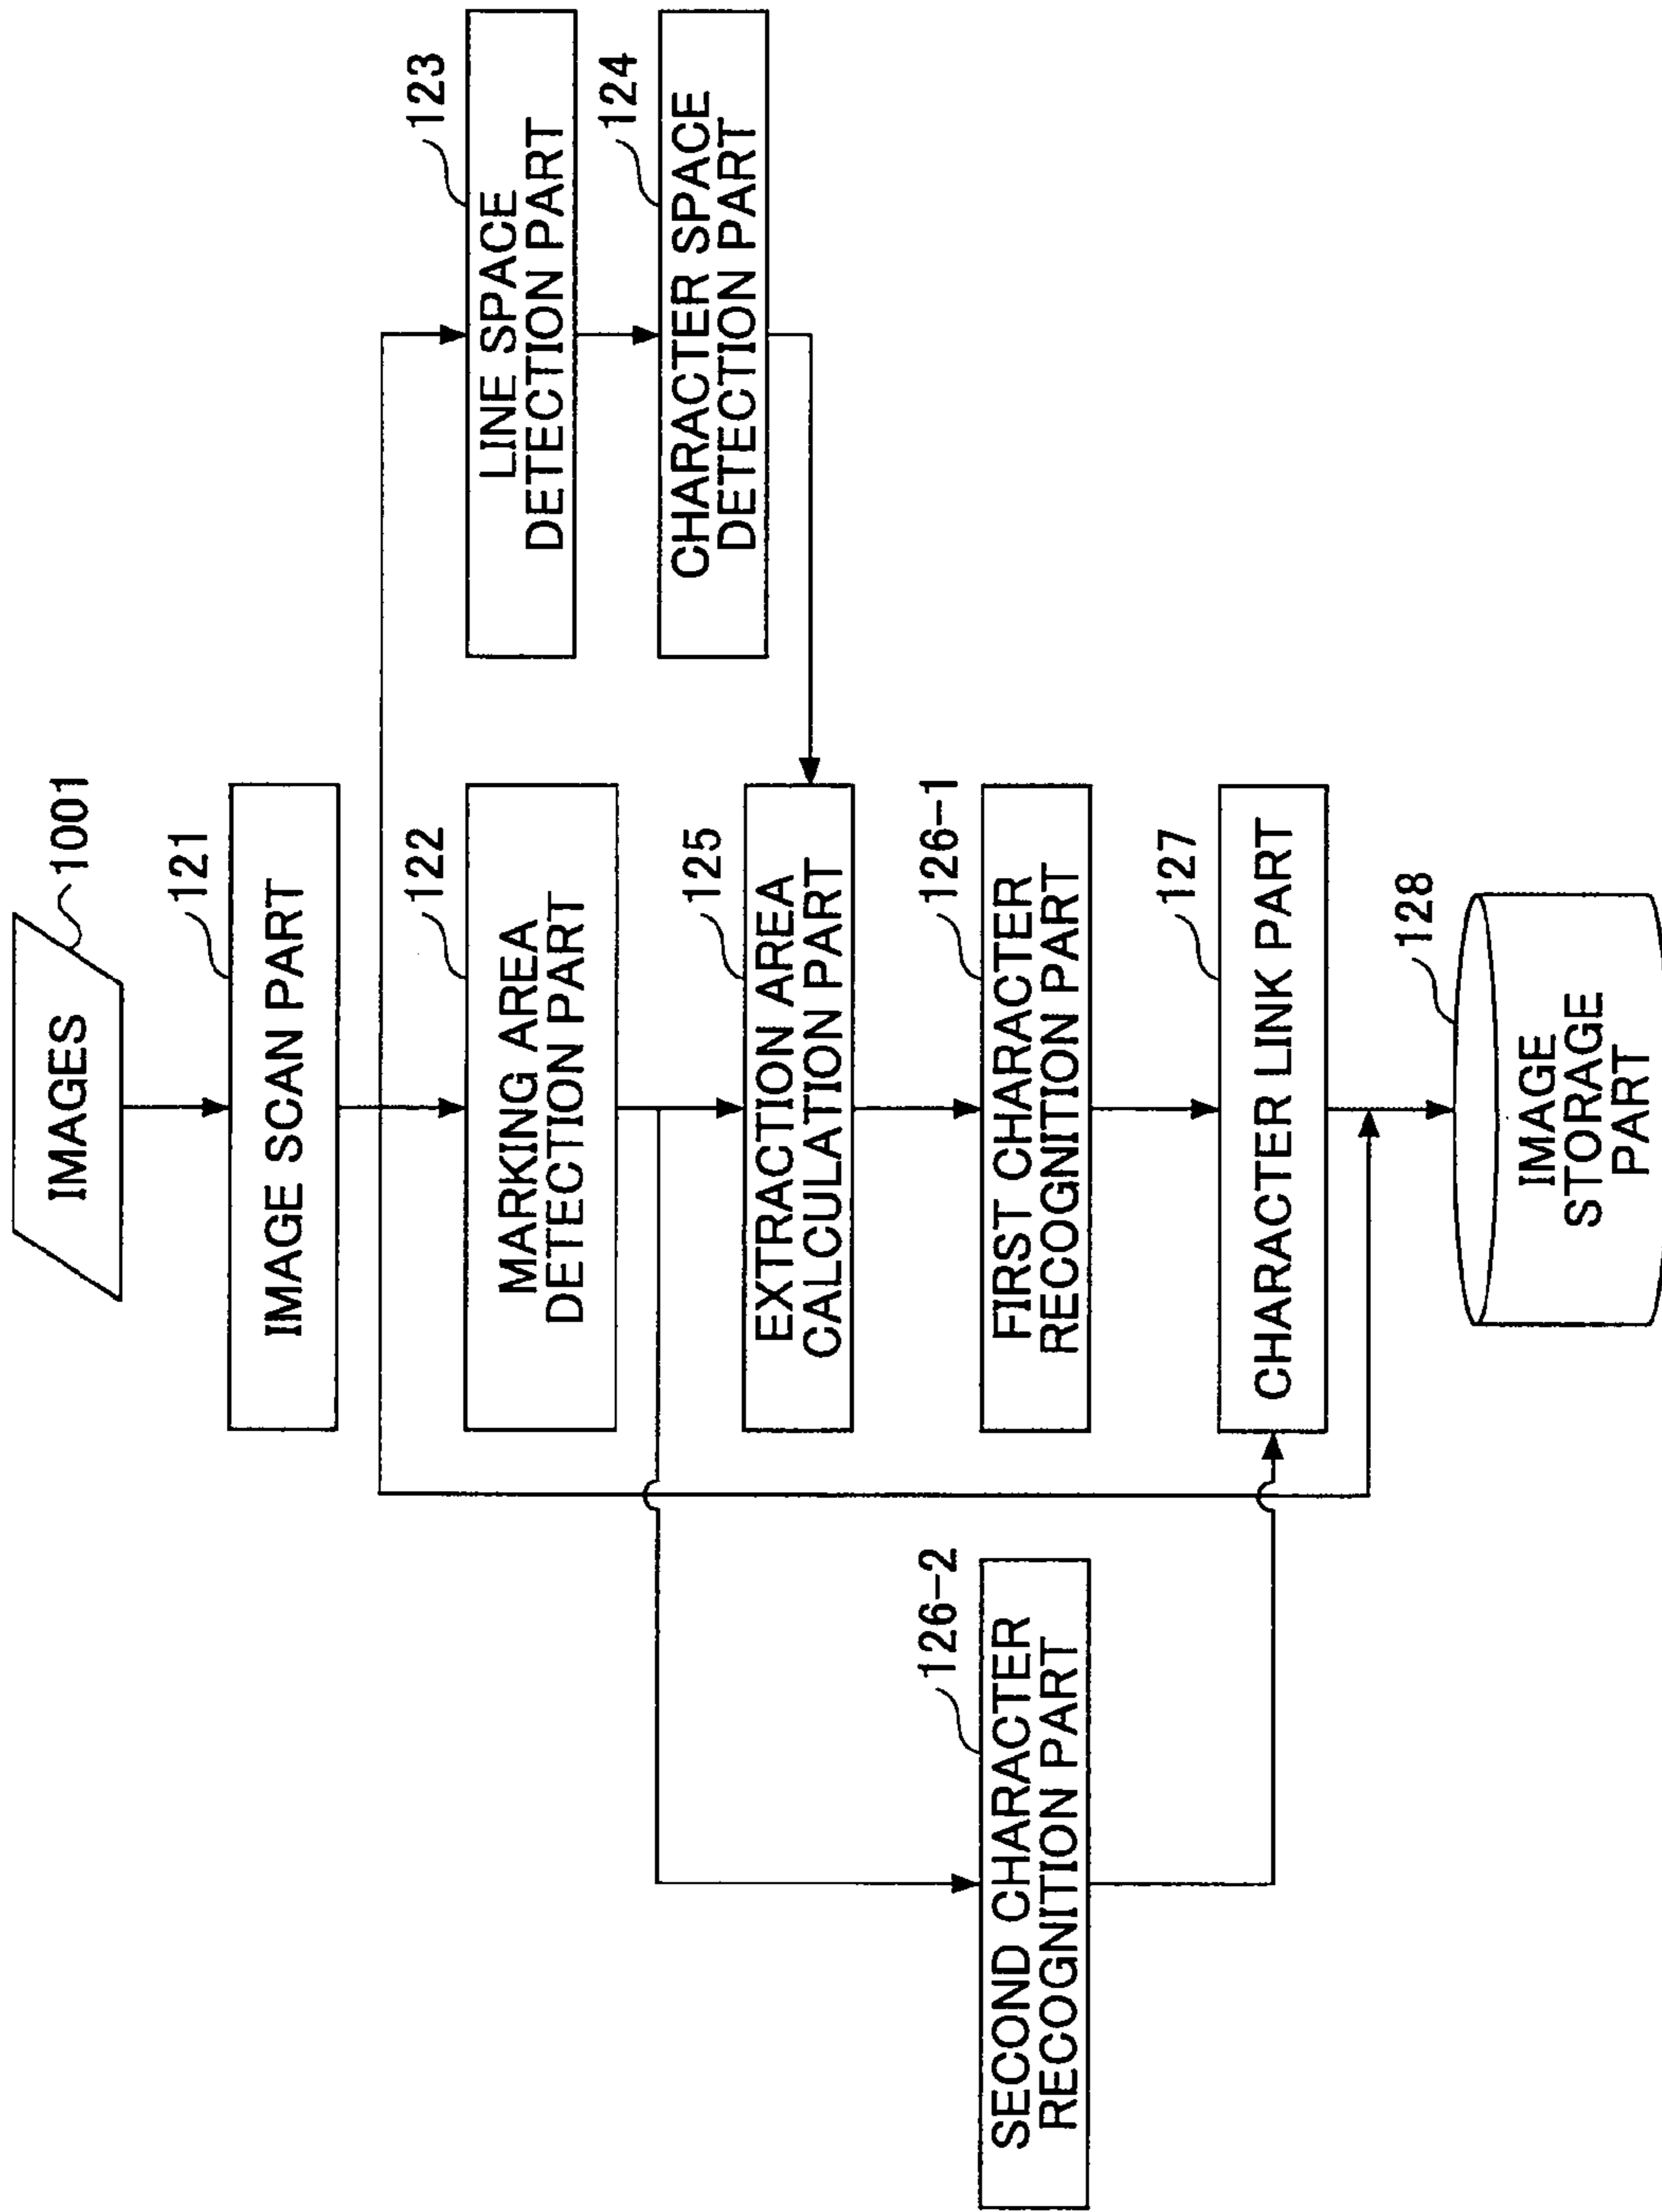 IMAGES
1001
121
IMAGE SCAN PART
122
MARKING AREA
DETECTION PART
123
LINE SPACE
DETECTION PART
124
CHARACTER SPACE
DETECTION PART
125
EXTRACTION AREA
CALCULATION PART
126-1
FIRST CHARACTER
RECOGNITION PART
126-2
SECOND CHARACTER
RECOGNITION PART
127
CHARACTER LINK PART
128
IMAGE
STORAGE
PART